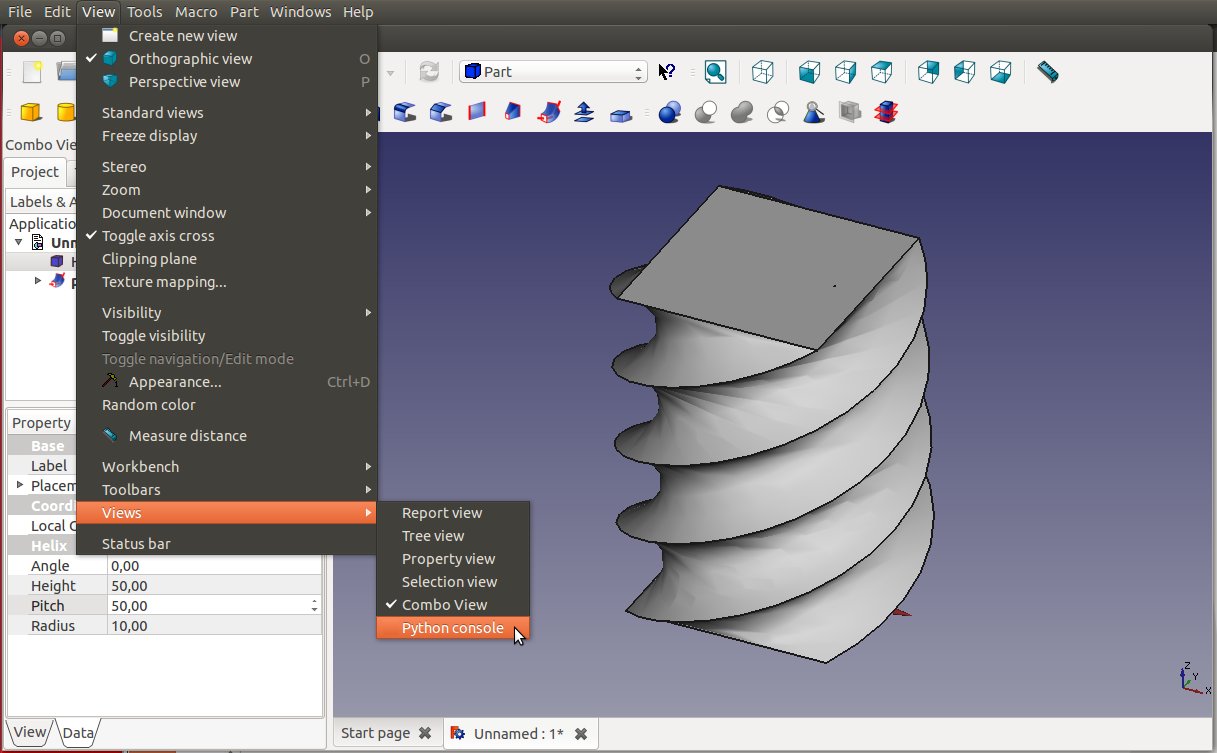 File Edit View Tools Macro Part Windows Help
Create new view
Orthographic view O
Perspective view P
Standard views
Freeze display
Stereo
Zoom
Document window
Toggle axis cross
Clipping plane
Texture mapping...
Visibility
Toggle visibility
Toggle navigation/Edit mode
Appearance... Ctrl+D
Random color
Measure distance
Workbench
Toolbars
Views
Status bar
Report view
Tree view
Property view
Selection view
Combo View
Python console
Part
Combo Vie
Project
Labels & A
Applicatio
Unn
Property
Base
Label
Placem
Coordi
Local C
Helix
Angle 0,00
Height 50,00
Pitch 50,00
Radius 10,00
View Data
Start page
Unnamed : 1*
Z
Y
X